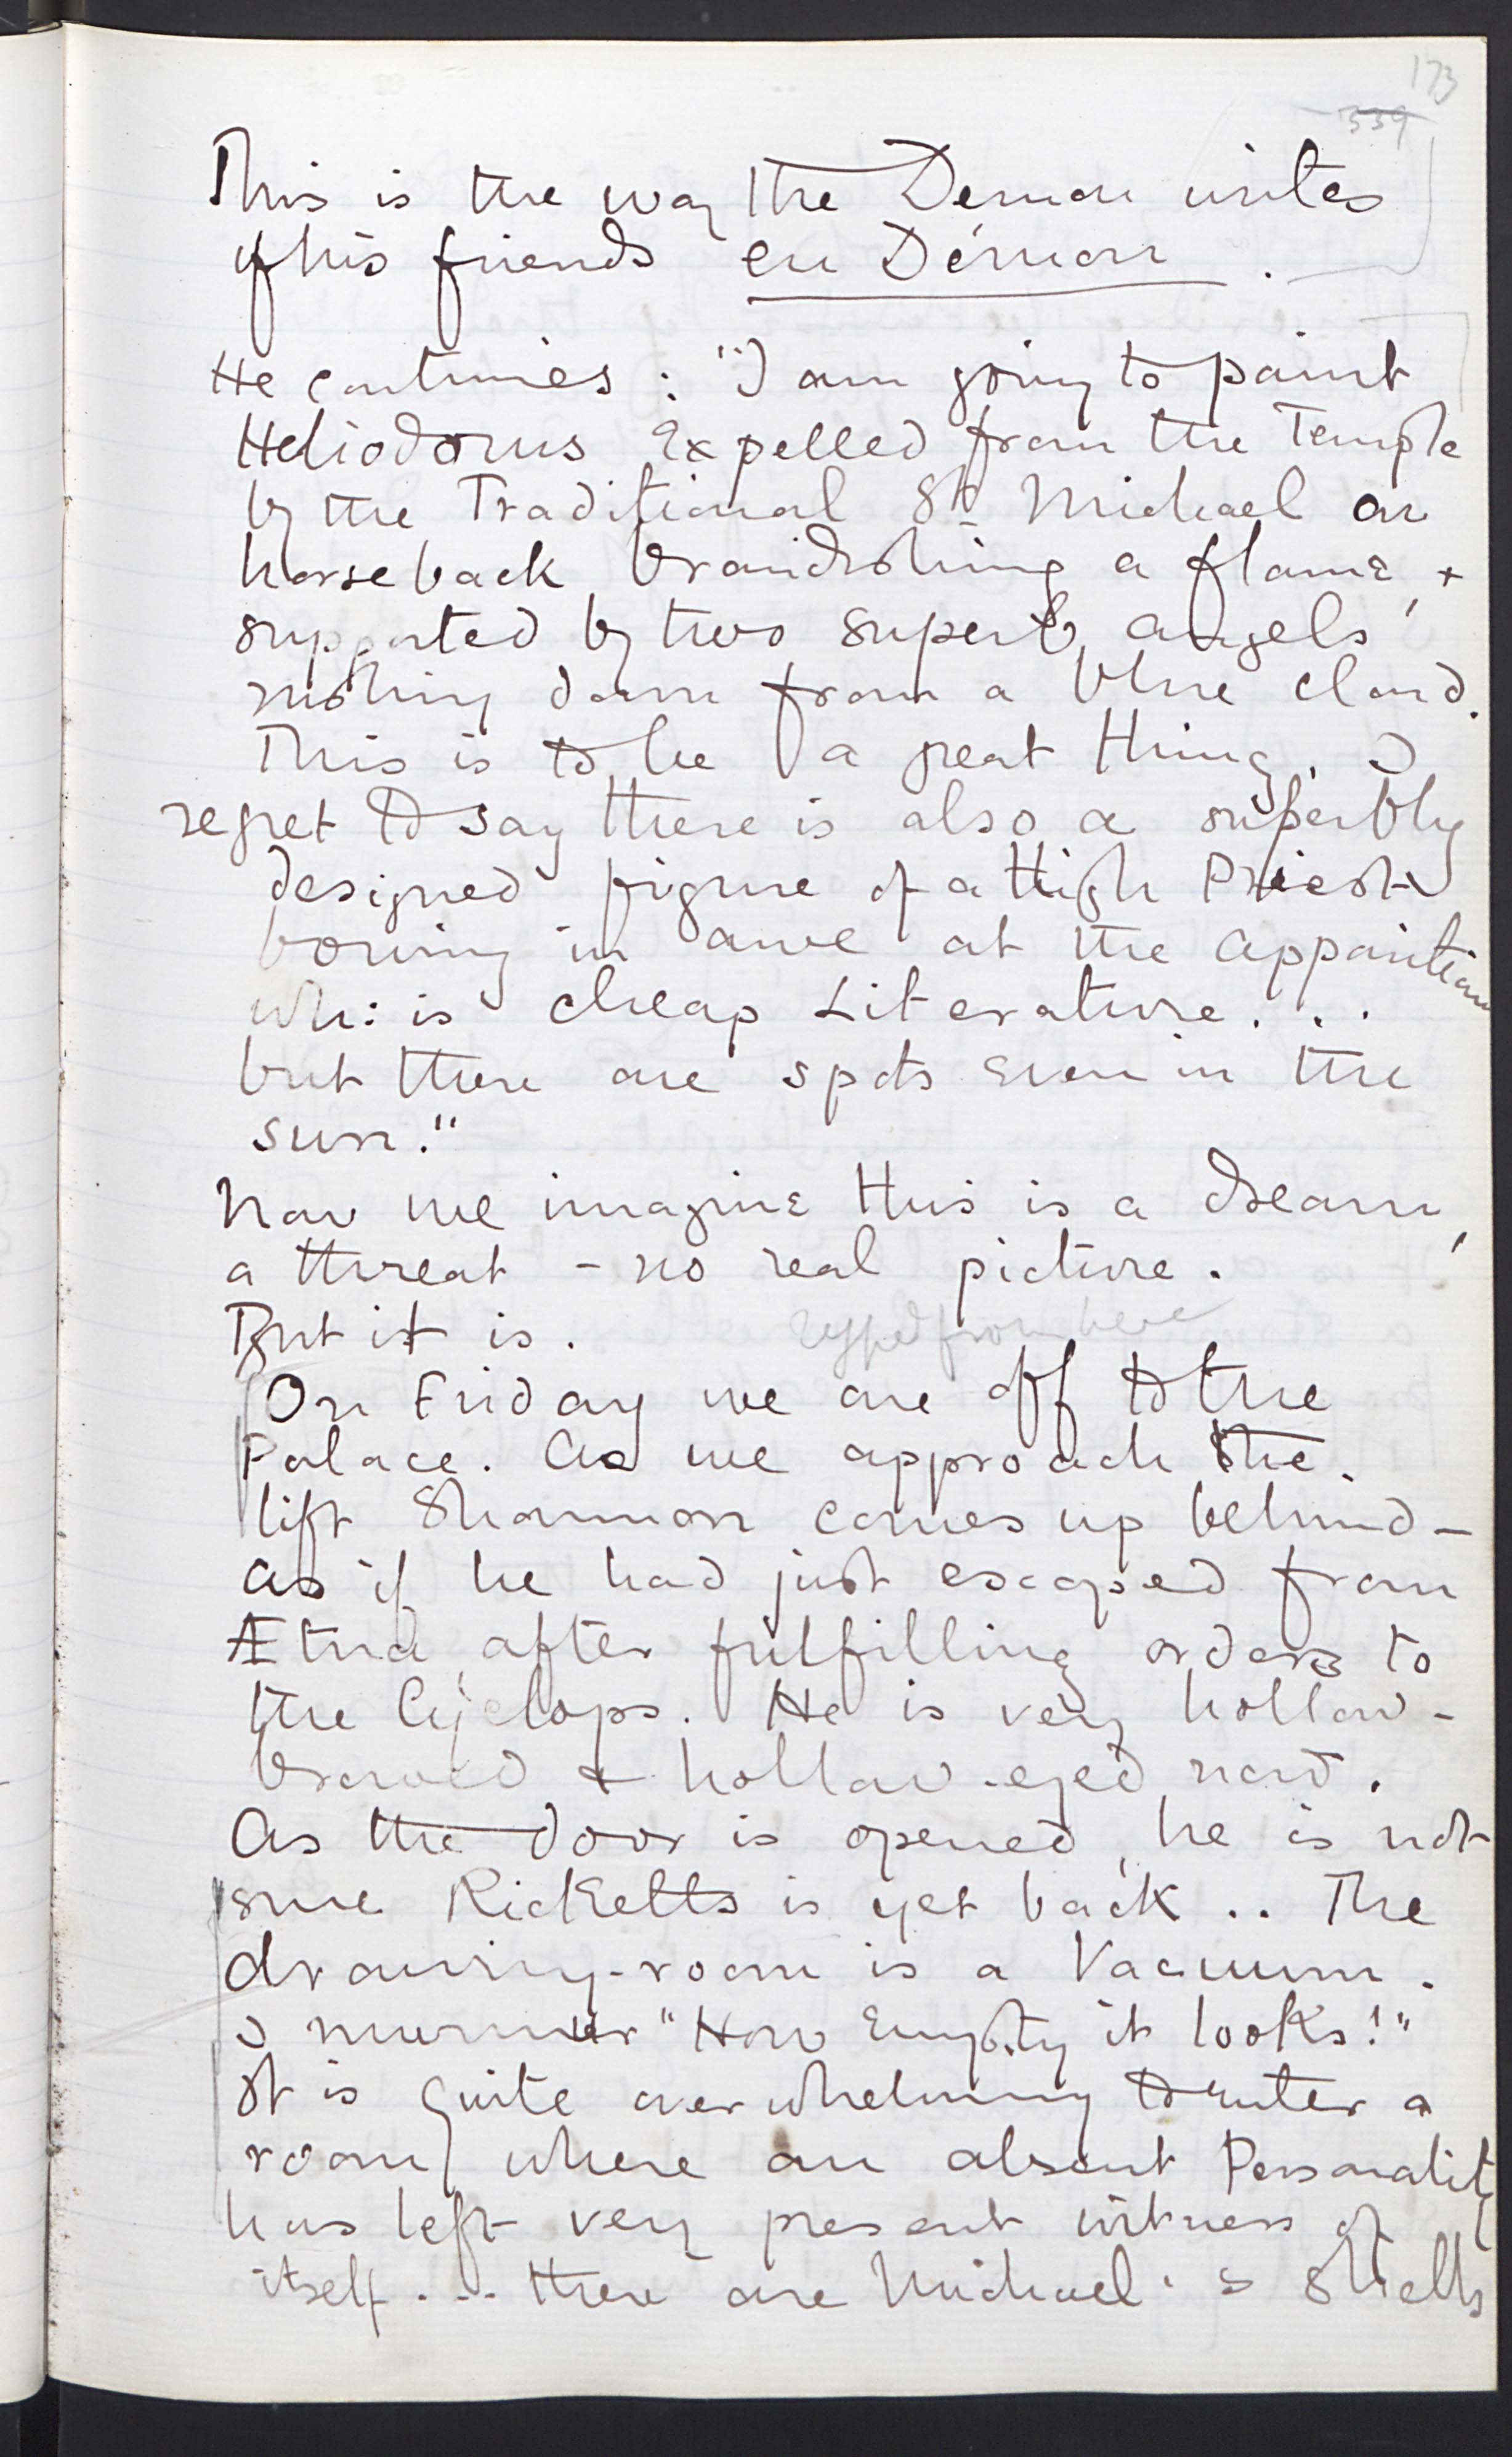 173
339
This is the way the Demon writes
of his friends en Démon.
He continues: "I am going to paint
Heliodorus Expelled from the Temple
by the Traditional St Michael on
horseback brandishing a flame, +
supported by two superb angels
rushing down from a blue cloud.
This is to be a great thing. I
regret to say there is also a superbly
designed figure of a High Priest
bowing in awe at the apparition
wh: is cheap Literature...
but there are spots even in the
sun."
Now we imagine this is a dream,
a threat - no real picture.
But it is. typed from here
On Friday we are off to the
Palace. As we approach the
lift Shannon comes up behind -
as if he had just escaped from
Ætna after fulfilling orders to
the Cyclops. He is very hollow-
browed + hollow-eyed now.
As the door is opened, he is not
sure Ricketts is yet back .. The
drawing-room is a Vacuum.
I murmur "How Empty it looks!"
It is quite overwhelming to enter a
room where an absent Personality
has left very present witness of
itself ... there are Michael's Shells